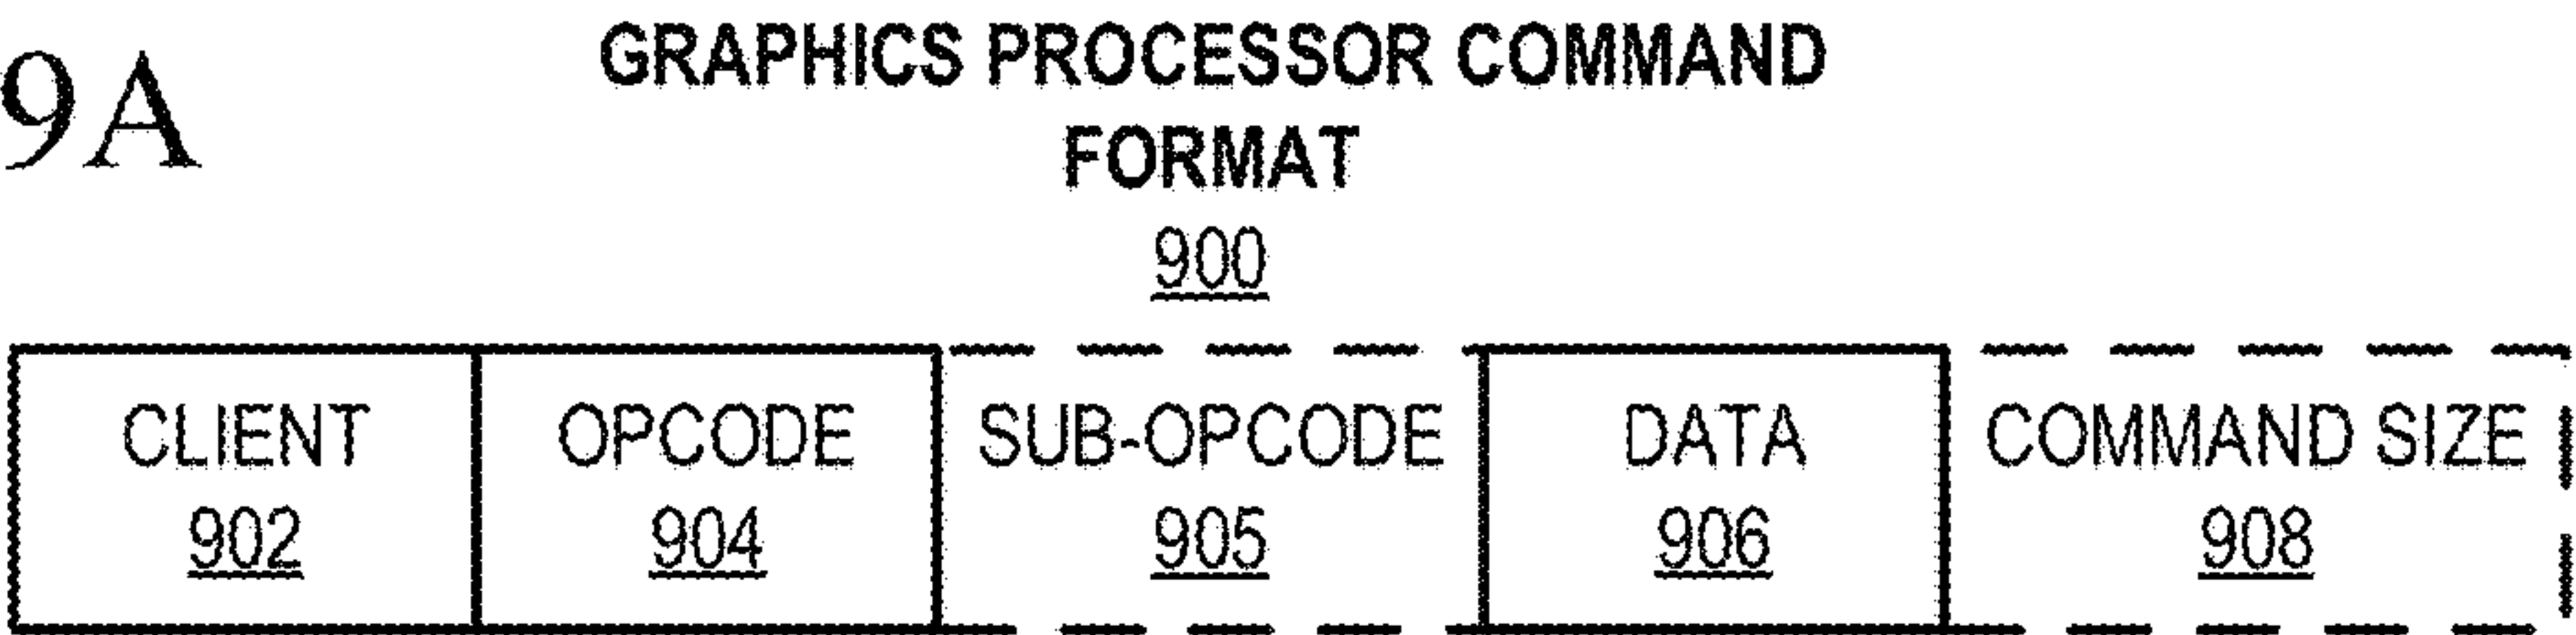 9A
GRAPHICS PROCESSOR COMMAND
FORMAT
900
CLIENT OPCODE SUB-OPCODE DATA COMMAND SIZE
902 904 905 906 908